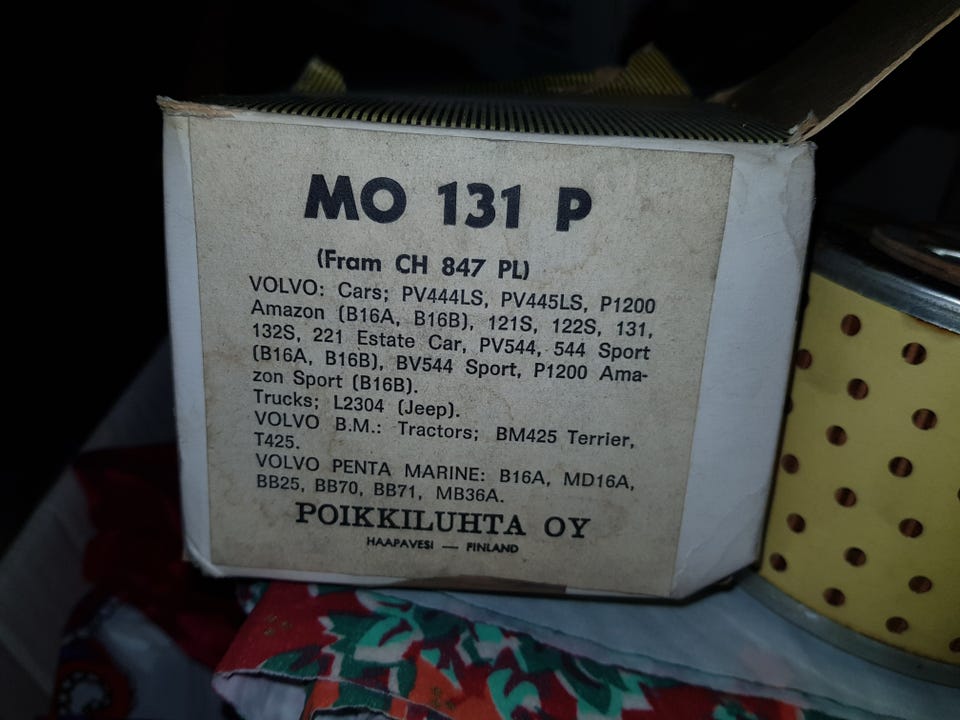 MO 131 P
(Fram CH 847 PL)
VOLVO: Cars; PV444LS, PV445LS, P1200
Amazon (B16A, B16B), 121S, 122S, 131,
132S, 221 Estate Car, PV544, 544 Sport
(B16A, B16B), BV544 Sport, P1200 Ama-
zon Sport (B16B).
Trucks; L2304 (Jeep).
VOLVO B.M.: Tractors; BM425 Terrier,
T425.
VOLVO PENTA MARINE: B16A, MD16A,
BB25, BB70, BB71, MB36A.
POIKKILUHTA OY
HAAPAVESI — FINLAND